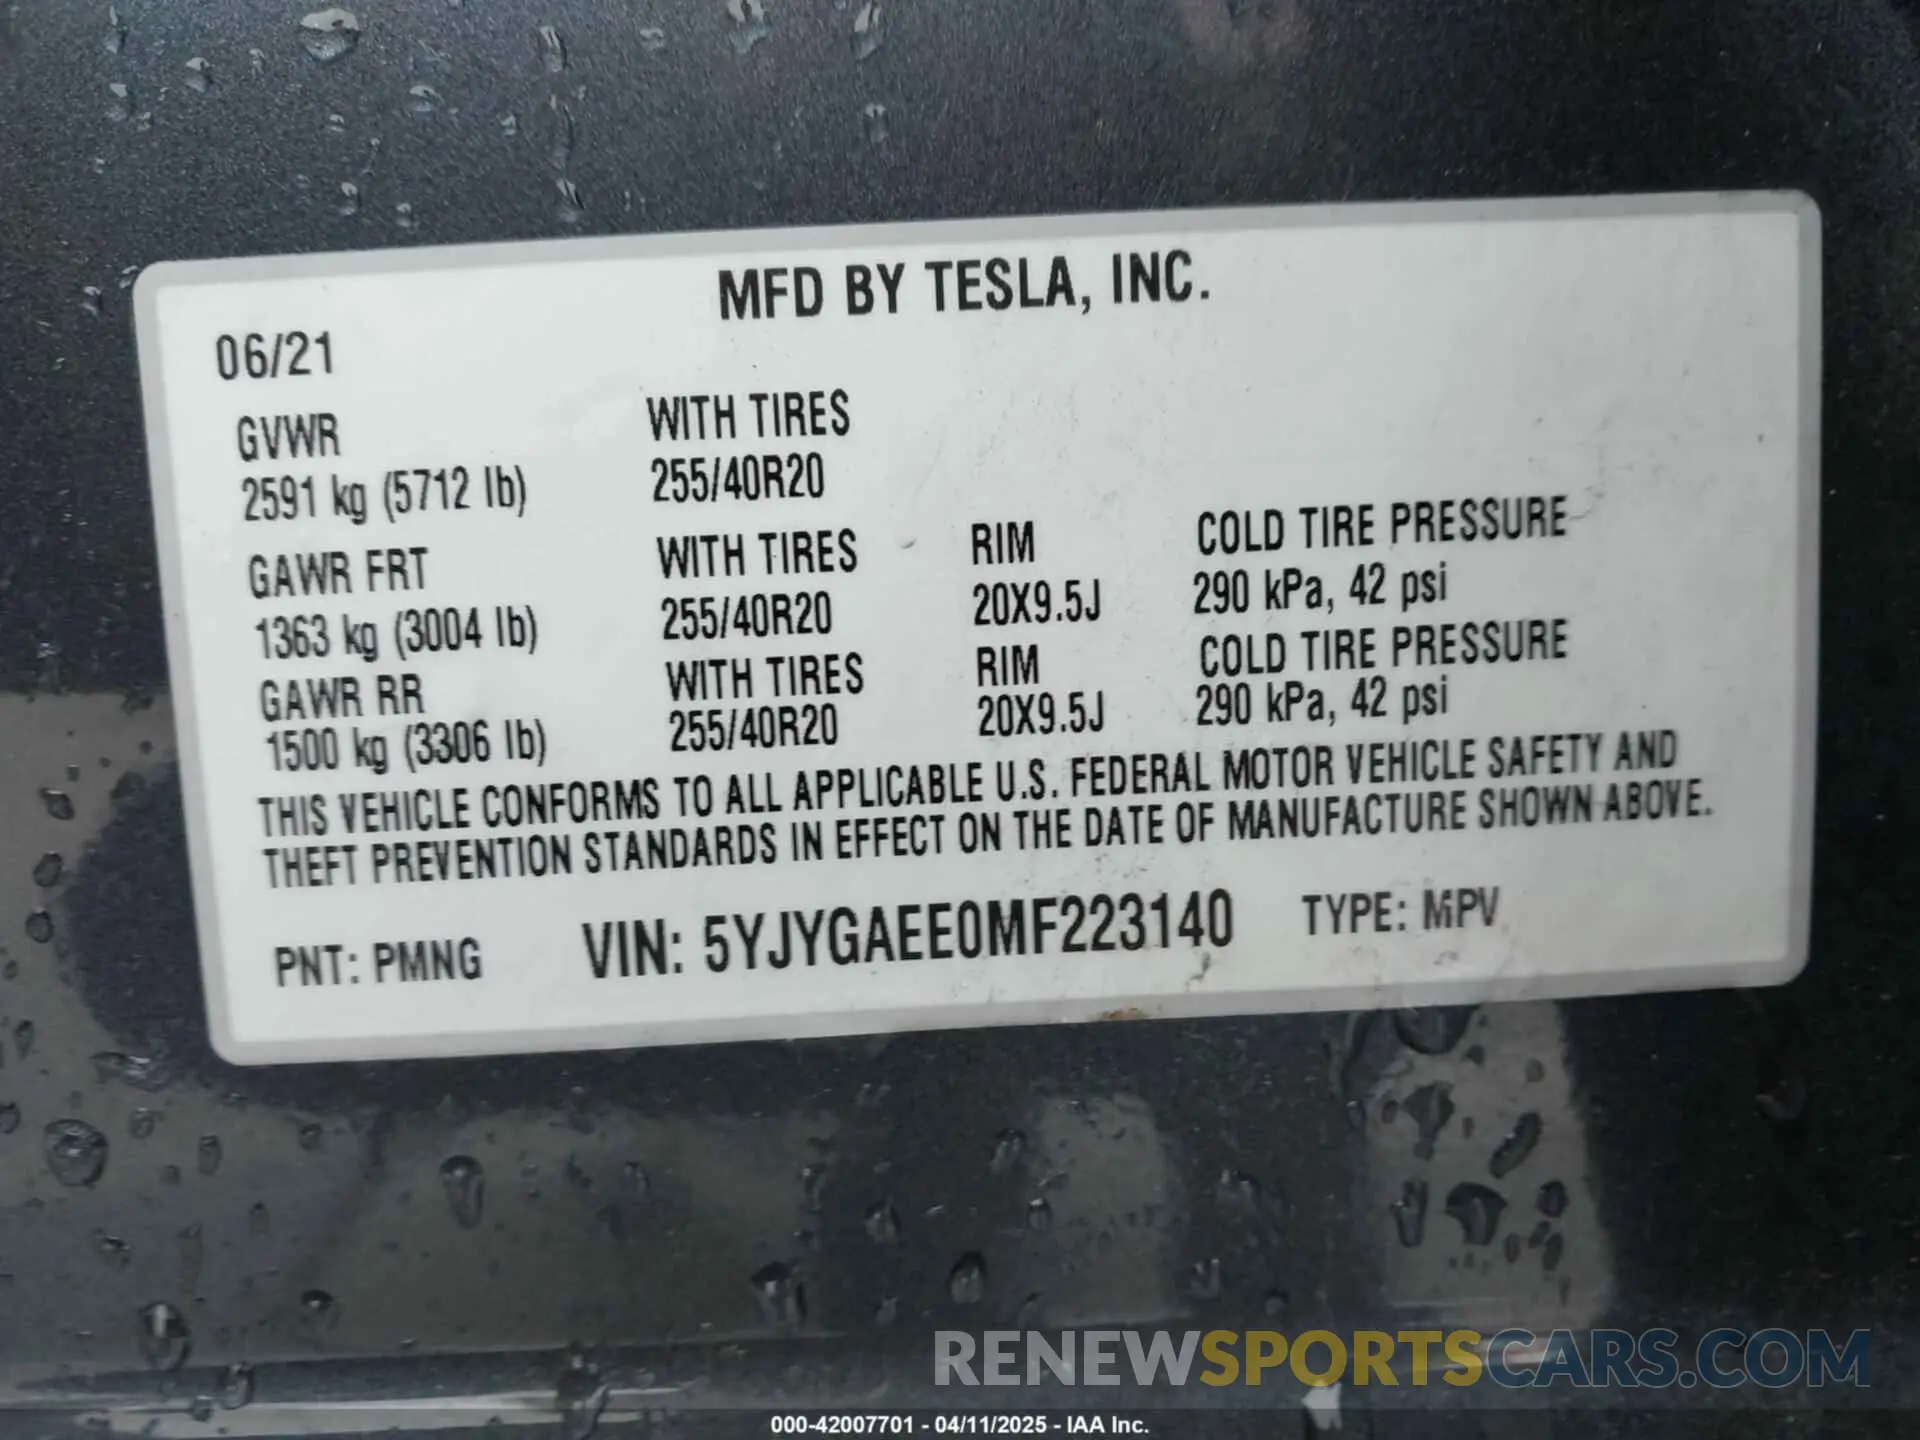 MFD BY TESLA, INC.
06/21
GVWR WITH TIRES
2591 kg (5712 lb) 255/40R20
GAWR FRT WITH TIRES RIM COLD TIRE PRESSURE
1363 kg (3004 lb) 255/40R20 20X9.5J 290 kPa, 42 psi
GAWR RR WITH TIRES RIM COLD TIRE PRESSURE
1500 kg (3306 lb) 255/40R20 20X9.5J 290 kPa, 42 psi
THIS VEHICLE CONFORMS TO ALL APPLICABLE U.S. FEDERAL MOTOR VEHICLE SAFETY AND
THEFT PREVENTION STANDARDS IN EFFECT ON THE DATE OF MANUFACTURE SHOWN ABOVE.
PNT: PMNG VIN: 5YJYGAEE0MF223140 TYPE: MPV
RENEWSPORTSCARS.COM
000-42007701 - 04/11/2025 - IAA Inc.